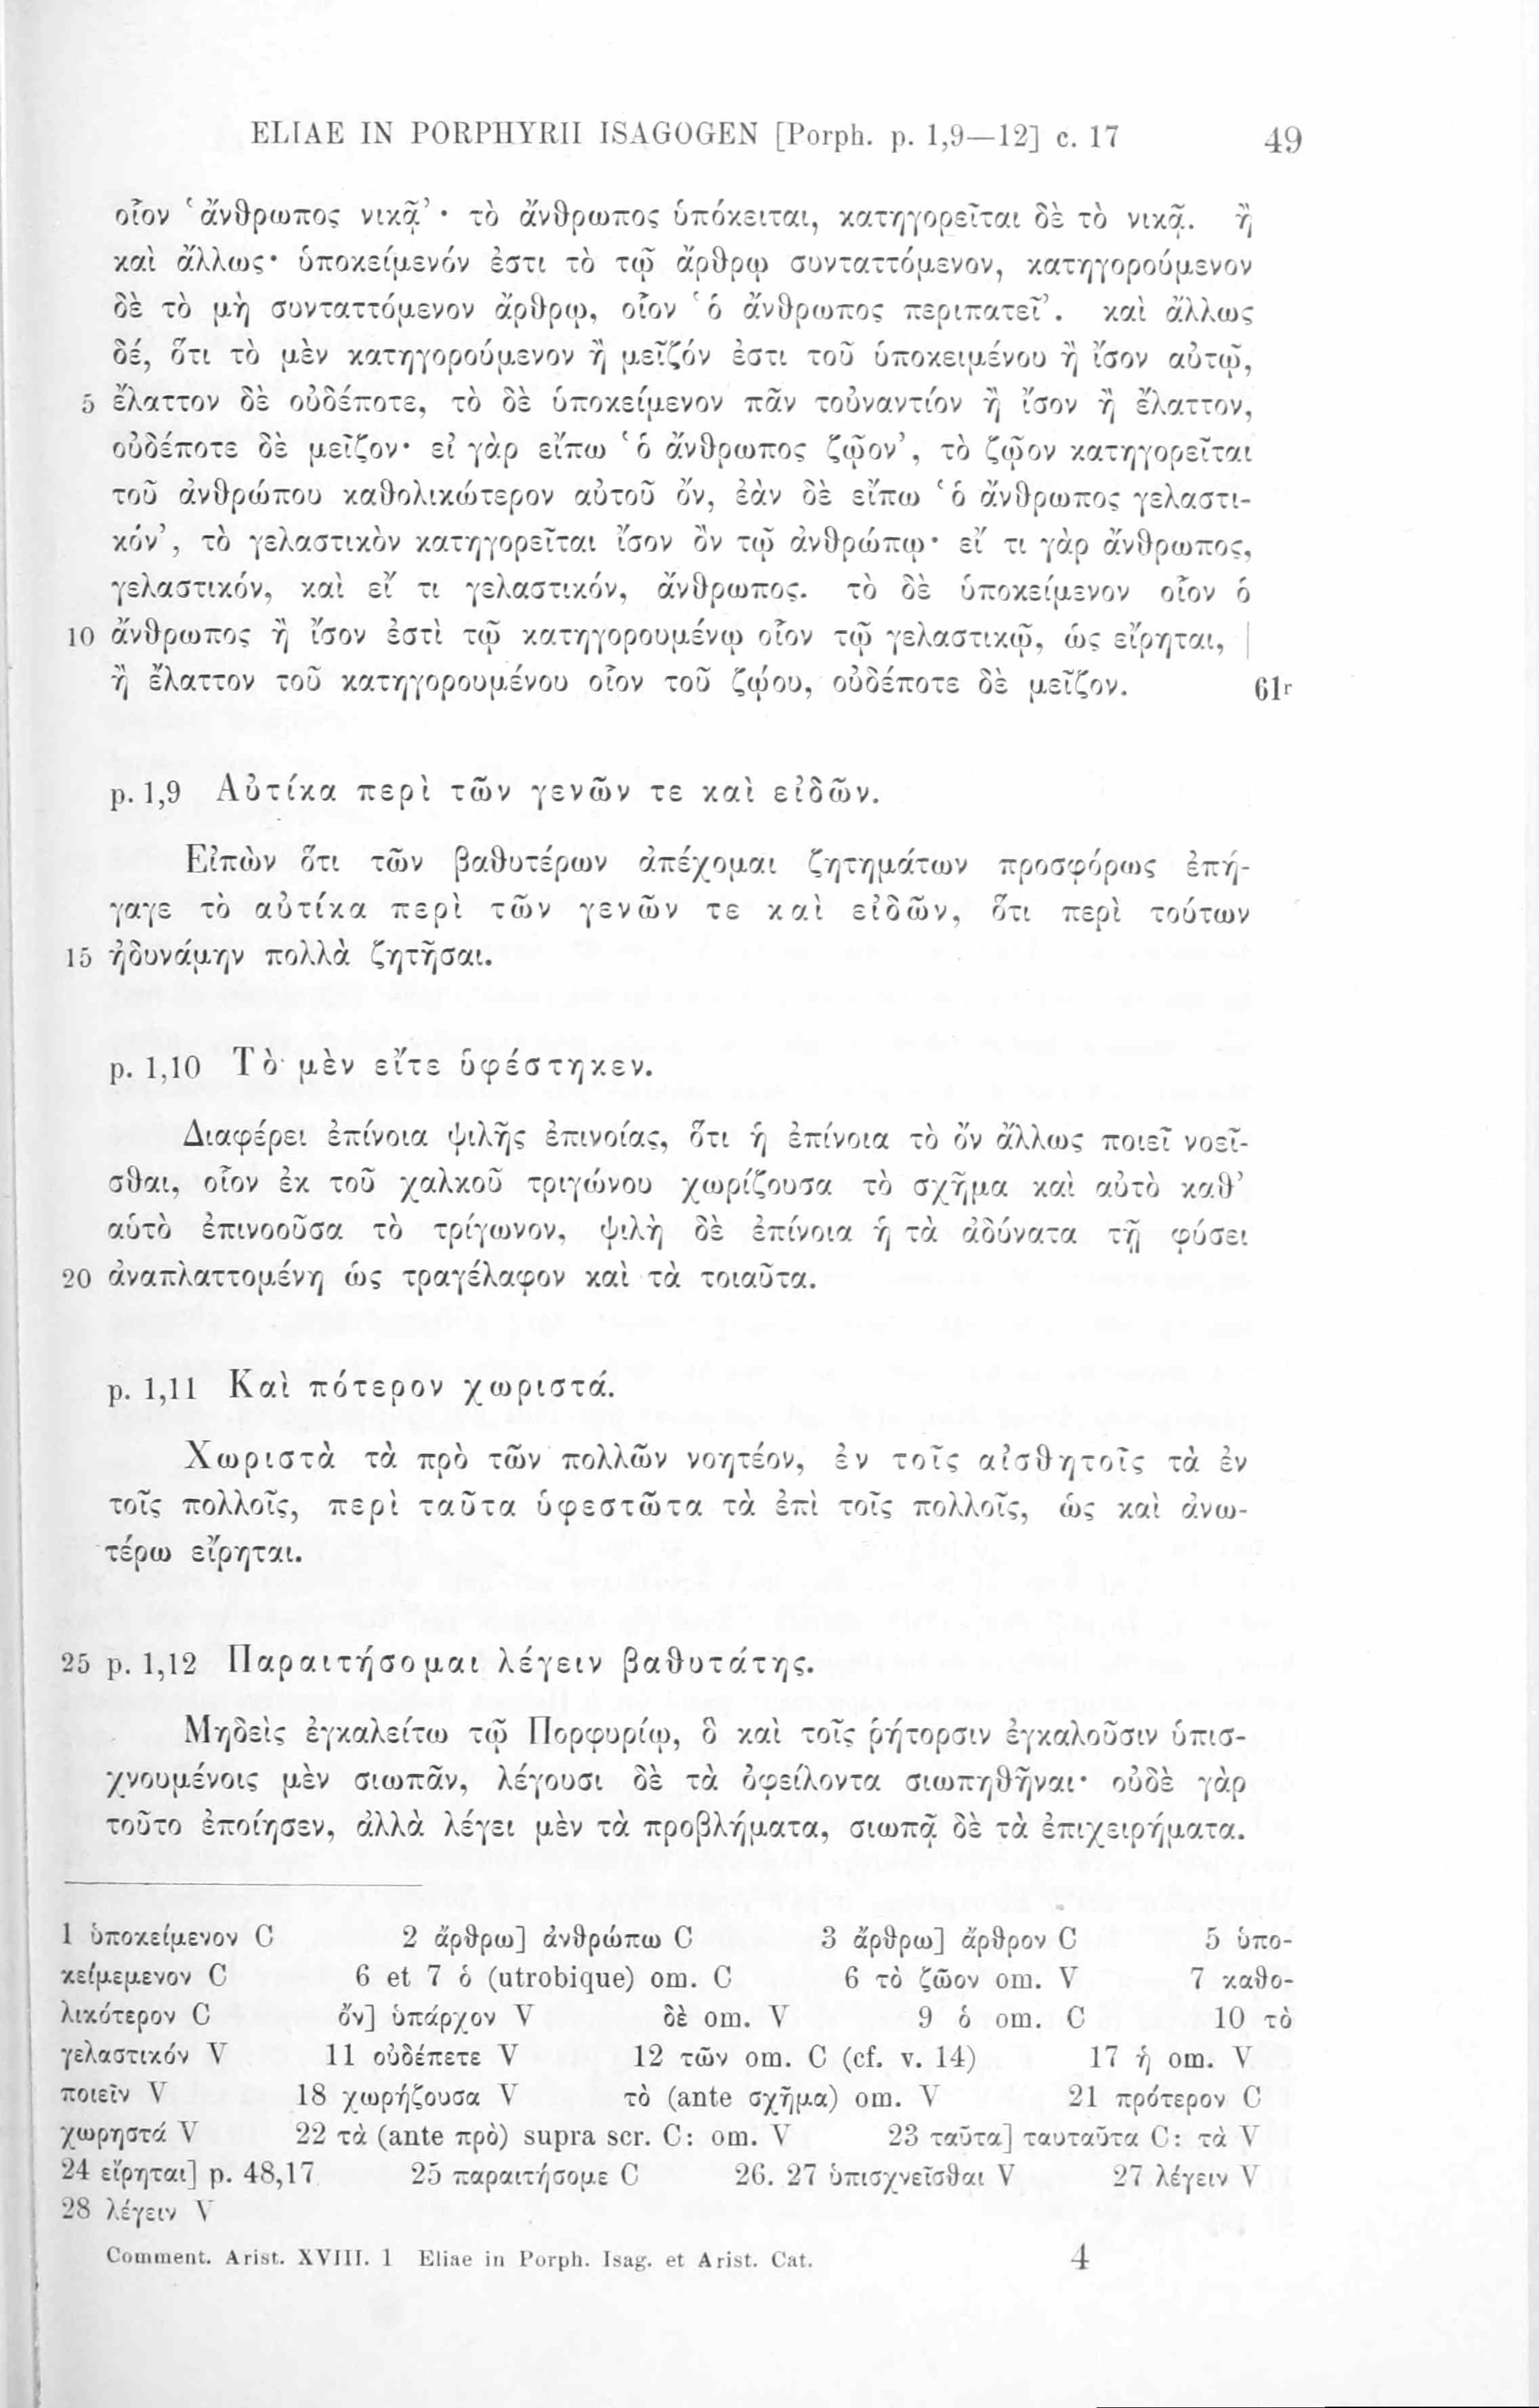 ELIAE IN PORPHYRII ISAGOGEN [Porph. p. 1,9—12] c. 17 49
οἷον ‘ἄνθρωπος νικᾷ’· τὸ ἄνθρωπος ὑπόκειται, κατηγορεῖται δὲ τὸ νικᾷ. ἢ
καὶ ἄλλως· ὑποκείμενόν ἐστι τὸ τῷ ἄρθρῳ συνταττόμενον, κατηγορούμενον
δὲ τὸ μὴ συνταττόμενον ἄρθρῳ, οἷον ‘ὁ ἄνθρωπος περιπατεῖ’. καὶ ἄλλως
δέ, ὅτι τὸ μὲν κατηγορούμενον ἢ μεῖζόν ἐστι τοῦ ὑποκειμένου ἢ ἴσον αὐτῷ,
5 ἔλαττον δὲ οὐδέποτε, τὸ δὲ ὑποκείμενον πᾶν τοὐναντίον ἢ ἴσον ἢ ἔλαττον,
οὐδέποτε δὲ μεῖζον· εἰ γὰρ εἴπω ‘ὁ ἄνθρωπος ζῷον’, τὸ ζῷον κατηγορεῖται
τοῦ ἀνθρώπου καθολικώτερον αὐτοῦ ὄν, ἐὰν δὲ εἴπω ‘ὁ ἄνθρωπος γελαστι-
κόν’, τὸ γελαστικὸν κατηγορεῖται ἴσον ὂν τῷ ἀνθρώπῳ· εἴ τι γὰρ ἄνθρωπος,
γελαστικόν, καὶ εἴ τι γελαστικόν, ἄνθρωπος. τὸ δὲ ὑποκείμενον οἷον ὁ
10 ἄνθρωπος ἢ ἴσον ἐστὶ τῷ κατηγορουμένῳ οἷον τῷ γελαστικῷ, ὡς εἴρηται, |
ἢ ἔλαττον τοῦ κατηγορουμένου οἷον τοῦ ζῴου, οὐδέποτε δὲ μεῖζον. 61r
p. 1,9 Αὐτίκα περὶ τῶν γενῶν τε καὶ εἰδῶν.
Εἰπὼν ὅτι τῶν βαθυτέρων ἀπέχομαι ζητημάτων προσφόρως ἐπή-
γαγε τὸ αὐτίκα περὶ τῶν γενῶν τε καὶ εἰδῶν, ὅτι περὶ τούτων
15 ἠδυνάμην πολλὰ ζητῆσαι.
p. 1,10 Τὸ μὲν εἴτε ὑφέστηκεν.
Διαφέρει ἐπίνοια ψιλῆς ἐπινοίας, ὅτι ἡ ἐπίνοια τὸ ὂν ἄλλως ποιεῖ νοεῖ-
σθαι, οἷον ἐκ τοῦ χαλκοῦ τριγώνου χωρίζουσα τὸ σχῆμα καὶ αὐτὸ καθ’
αὑτὸ ἐπινοοῦσα τὸ τρίγωνον, ψιλὴ δὲ ἐπίνοια ἡ τὰ ἀδύνατα τῇ φύσει
20 ἀναπλαττομένη ὡς τραγέλαφον καὶ τὰ τοιαῦτα.
p. 1,11 Καὶ πότερον χωριστά.
Χωριστὰ τὰ πρὸ τῶν πολλῶν νοητέον, ἐν τοῖς αἰσθητοῖς τὰ ἐν
τοῖς πολλοῖς, περὶ ταῦτα ὑφεστῶτα τὰ ἐπὶ τοῖς πολλοῖς, ὡς καὶ ἀνω-
τέρω εἴρηται.
25 p. 1,12 Παραιτήσομαι λέγειν βαθυτάτης.
Μηδεὶς ἐγκαλείτω τῷ Πορφυρίῳ, ὃ καὶ τοῖς ῥήτορσιν ἐγκαλοῦσιν ὑπισ-
χνουμένοις μὲν σιωπᾶν, λέγουσι δὲ τὰ ὀφείλοντα σιωπηθῆναι· οὐδὲ γὰρ
τοῦτο ἐποίησεν, ἀλλὰ λέγει μὲν τὰ προβλήματα, σιωπᾷ δὲ τὰ ἐπιχειρήματα.
1 ὑποκείμενον C 2 ἄρθρω] ἀνθρώπω C 3 ἄρθρω] ἄρθρον C 5 ὑπο-
κείμεμενον C 6 et 7 ὁ (utrobique) om. C 6 τὸ ζῶον om. V 7 καθο-
λικότερον C ὄν] ὑπάρχον V δὲ om. V 9 ὁ om. C 10 τὸ
γελαστικόν V 11 οὐδέπετε V 12 τῶν om. C (cf. v. 14) 17 ἡ om. V
ποιεῖν V 18 χωρήζουσα V τὸ (ante σχῆμα) om. V 21 πρότερον C
χωρηστά V 22 τὰ (ante πρὸ) supra scr. C: om. V 23 ταῦτα] ταυταῦτα C: τὰ V
24 εἴρηται] p. 48,17 25 παραιτήσομε C 26. 27 ὑπισχνεῖσθαι V 27 λέγειν V
28 λέγειν V
Comment. Arist. XVIII. 1 Eliae in Porph. Isag. et Arist. Cat. 4